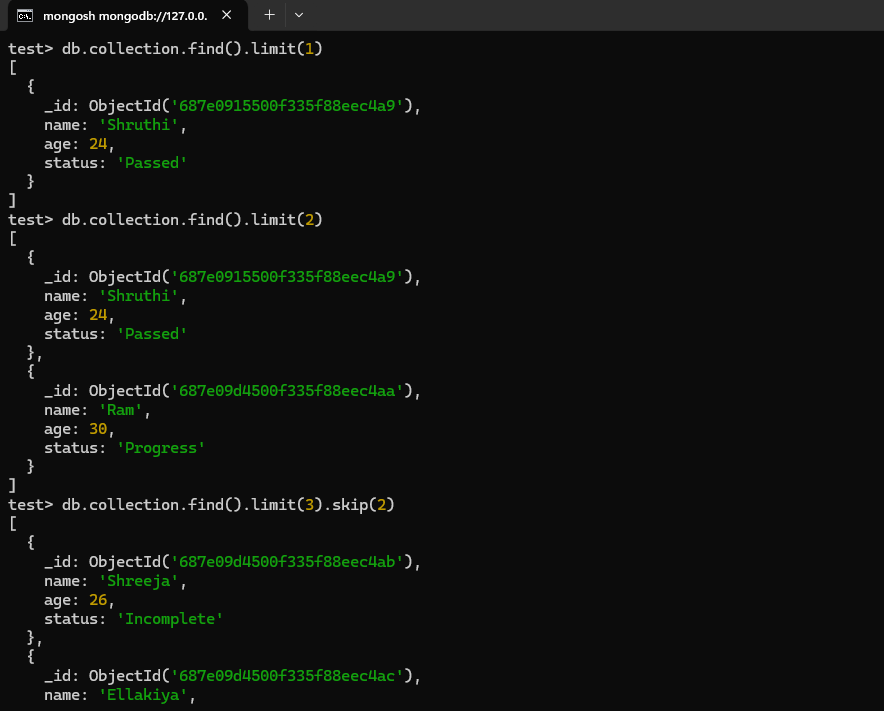 mongosh mongodb://127.0.0.
test> db.collection.find().limit(1)
[
  {
    _id: ObjectId('687e0915500f335f88eec4a9'),
    name: 'Shruthi',
    age: 24,
    status: 'Passed'
  }
]
test> db.collection.find().limit(2)
[
  {
    _id: ObjectId('687e0915500f335f88eec4a9'),
    name: 'Shruthi',
    age: 24,
    status: 'Passed'
  },
  {
    _id: ObjectId('687e09d4500f335f88eec4aa'),
    name: 'Ram',
    age: 30,
    status: 'Progress'
  }
]
test> db.collection.find().limit(3).skip(2)
[
  {
    _id: ObjectId('687e09d4500f335f88eec4ab'),
    name: 'Shreeja',
    age: 26,
    status: 'Incomplete'
  },
  {
    _id: ObjectId('687e09d4500f335f88eec4ac'),
    name: 'Ellakiya',